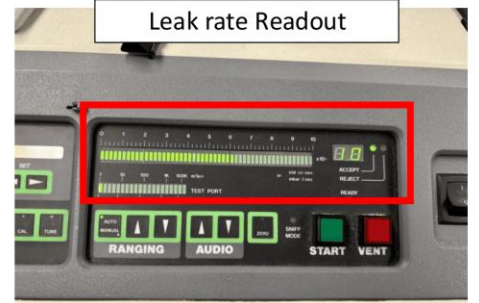 Leak rate Readout
0 1 2 3 4 5 6 7 8 9 10
x10-
ACCEPT
REJECT
READY
TEST PORT
SET
CAL TUNE
AUTO
MANUAL
RANGING
AUDIO
ZERO
SNIFF
MODE
START
VENT